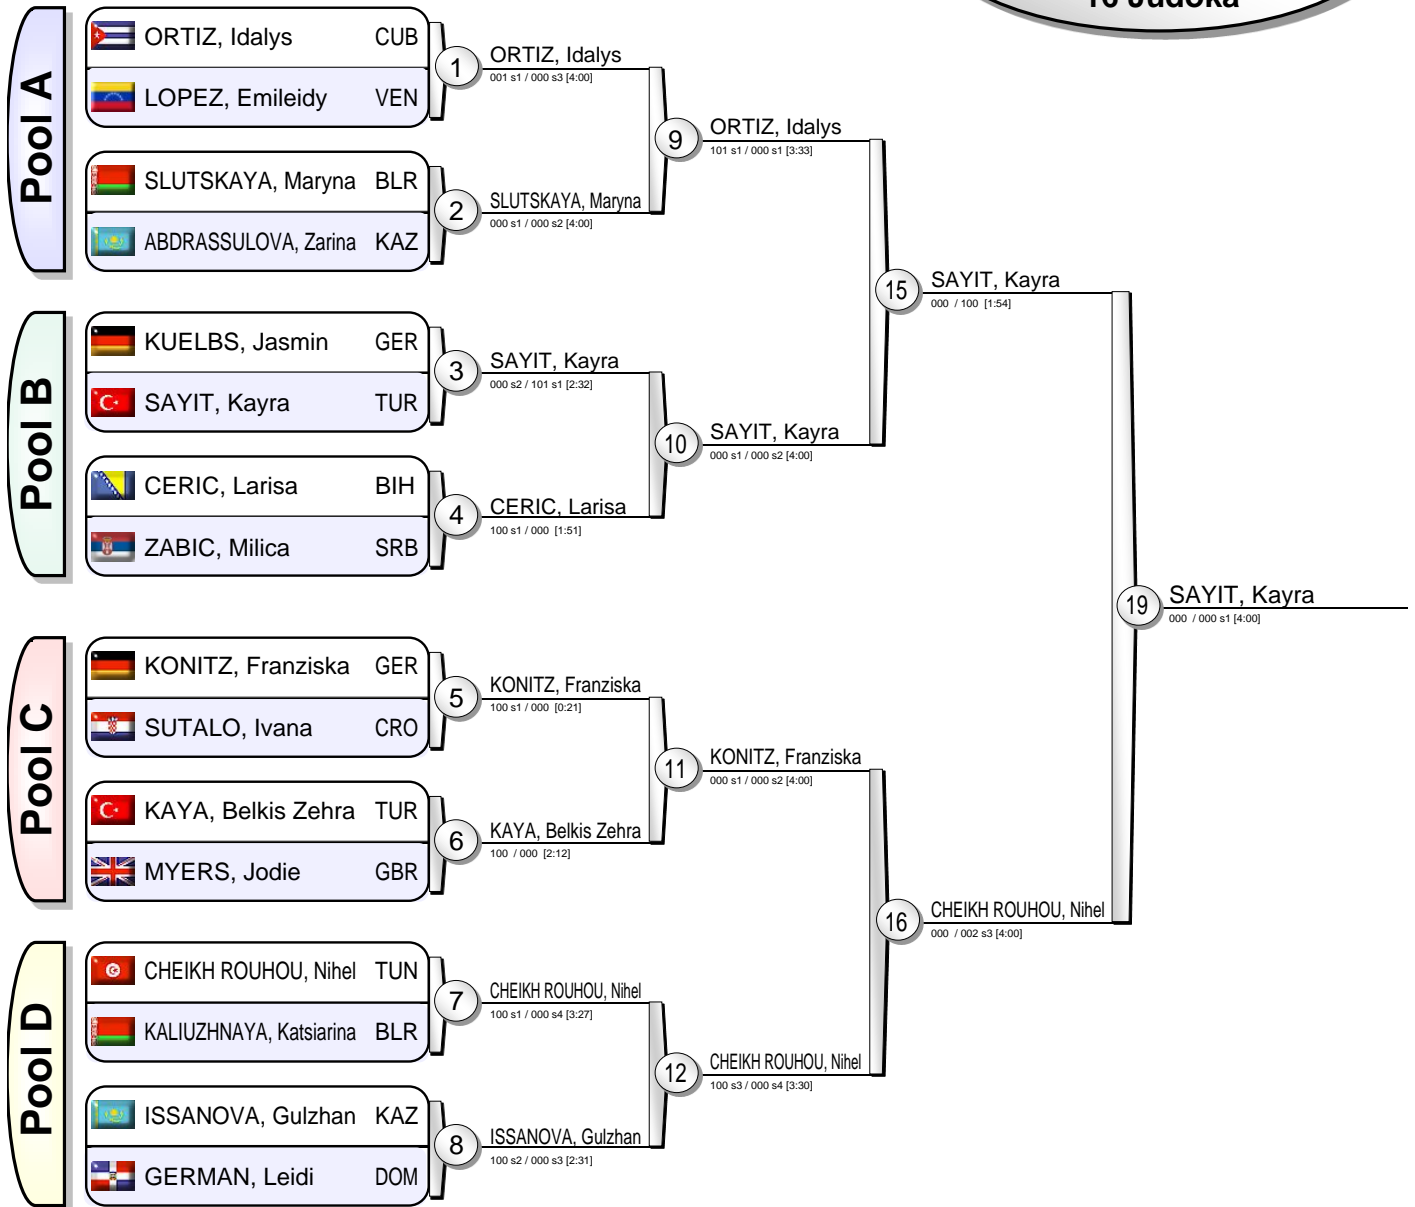 16 Judoka
Pool A
ORTIZ, Idalys CUB
LOPEZ, Emileidy VEN
1
ORTIZ, Idalys
001 s1 / 000 s3 [4:00]
SLUTSKAYA, Maryna BLR
ABDRASSULOVA, Zarina KAZ
2
SLUTSKAYA, Maryna
000 s1 / 000 s2 [4:00]
9
ORTIZ, Idalys
101 s1 / 000 s1 [3:33]
Pool B
KUELBS, Jasmin GER
SAYIT, Kayra TUR
3
SAYIT, Kayra
000 s2 / 101 s1 [2:32]
CERIC, Larisa BIH
ZABIC, Milica SRB
4
CERIC, Larisa
100 s1 / 000 [1:51]
10
SAYIT, Kayra
000 s1 / 000 s2 [4:00]
15
SAYIT, Kayra
000 / 100 [1:54]
Pool C
KONITZ, Franziska GER
SUTALO, Ivana CRO
5
KONITZ, Franziska
100 s1 / 000 [0:21]
KAYA, Belkis Zehra TUR
MYERS, Jodie GBR
6
KAYA, Belkis Zehra
100 / 000 [2:12]
11
KONITZ, Franziska
000 s1 / 000 s2 [4:00]
Pool D
CHEIKH ROUHOU, Nihel TUN
KALIUZHNAYA, Katsiarina BLR
7
CHEIKH ROUHOU, Nihel
100 s1 / 000 s4 [3:27]
ISSANOVA, Gulzhan KAZ
GERMAN, Leidi DOM
8
ISSANOVA, Gulzhan
100 s2 / 000 s3 [2:31]
12
CHEIKH ROUHOU, Nihel
100 s3 / 000 s4 [3:30]
16
CHEIKH ROUHOU, Nihel
000 / 002 s3 [4:00]
19
SAYIT, Kayra
000 / 000 s1 [4:00]